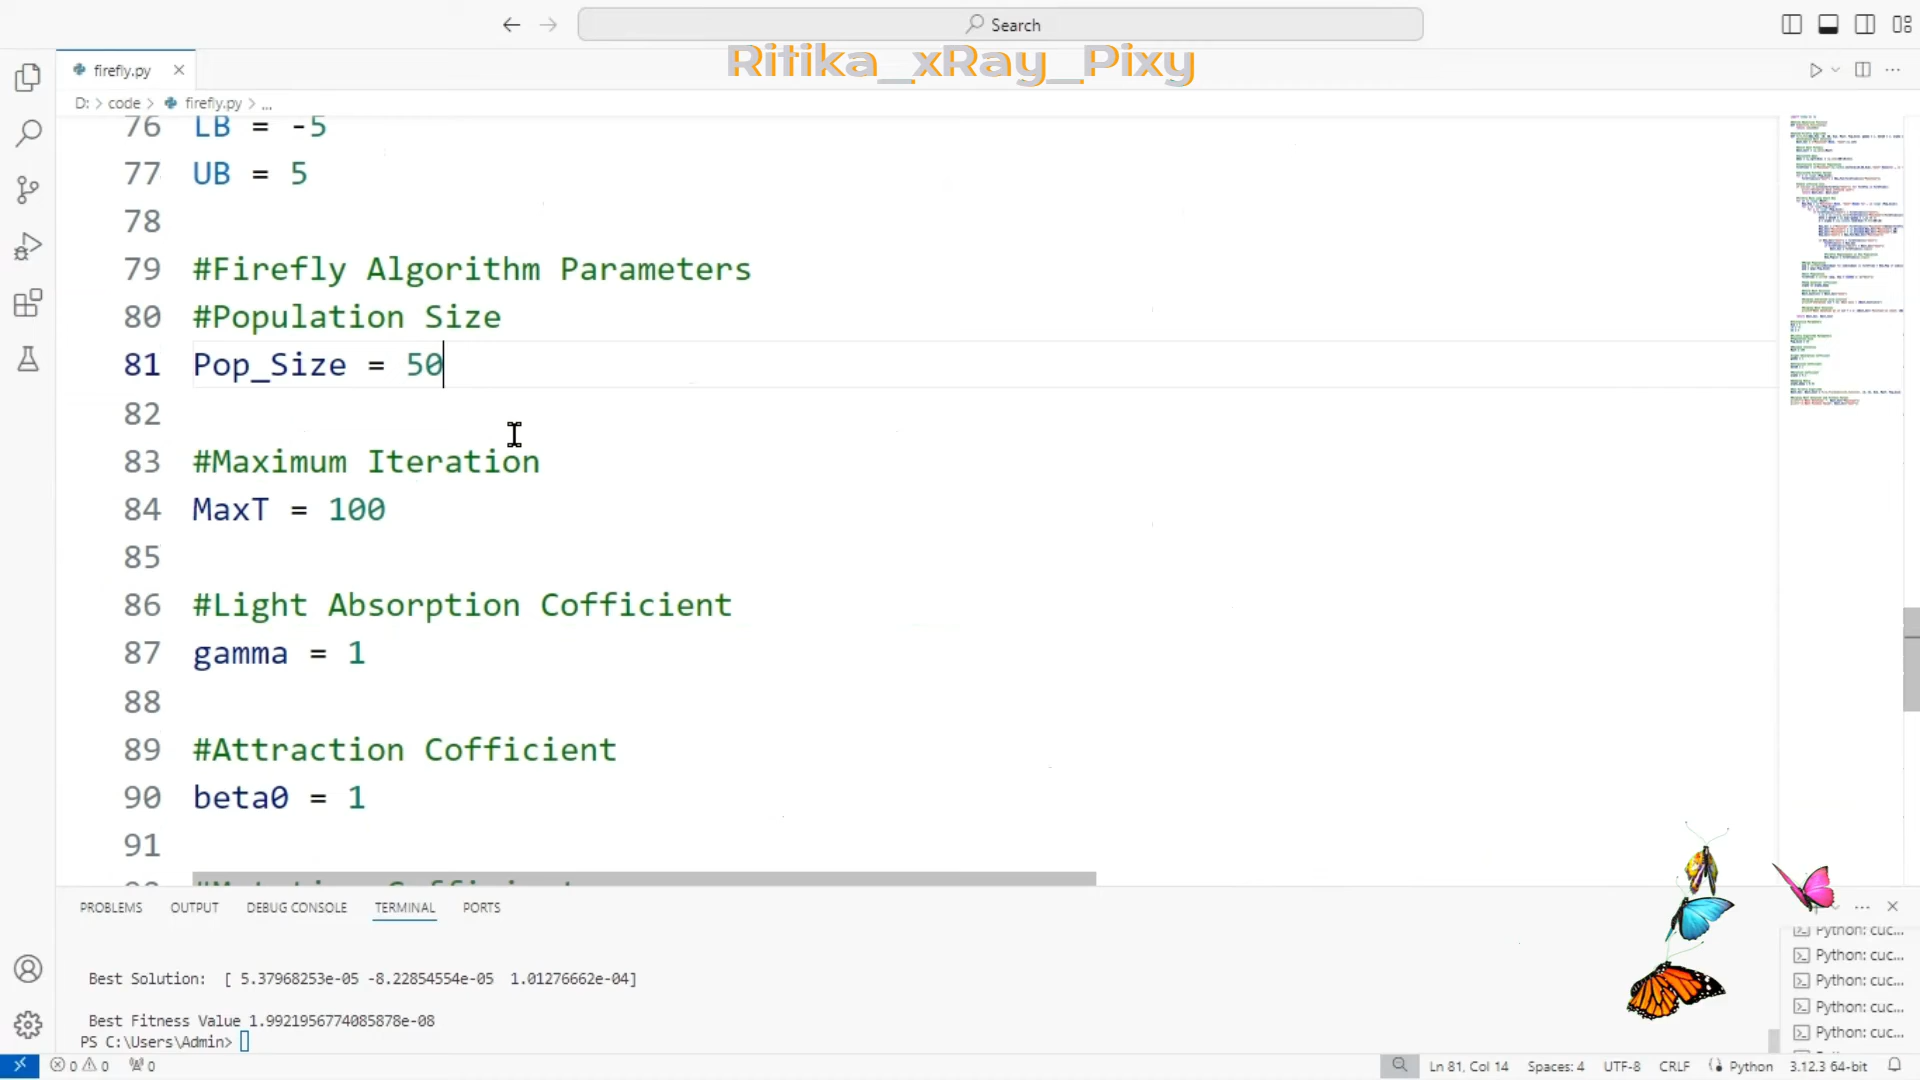 Search
Ritika_xRay_Pixy
firefly.py
D: > code > firefly.py > ...
76 LB = -5
77 UB = 5
78
79 #Firefly Algorithm Parameters
80 #Population Size
81 Pop_Size = 50
82
83 #Maximum Iteration
84 MaxT = 100
85
86 #Light Absorption Cofficient
87 gamma = 1
88
89 #Attraction Cofficient
90 beta0 = 1
91
PROBLEMS OUTPUT DEBUG CONSOLE TERMINAL PORTS
Best Solution: [ 5.37968253e-05 -8.22854554e-05 1.01276662e-04]
Best Fitness Value 1.9921956774085878e-08
PS C:\Users\Admin>
Python: cuc...
Python: cuc...
Python: cuc...
Python: cuc...
Python: cuc...
0 0 0 Ln 81, Col 14 Spaces: 4 UTF-8 CRLF Python 3.12.3 64-bit